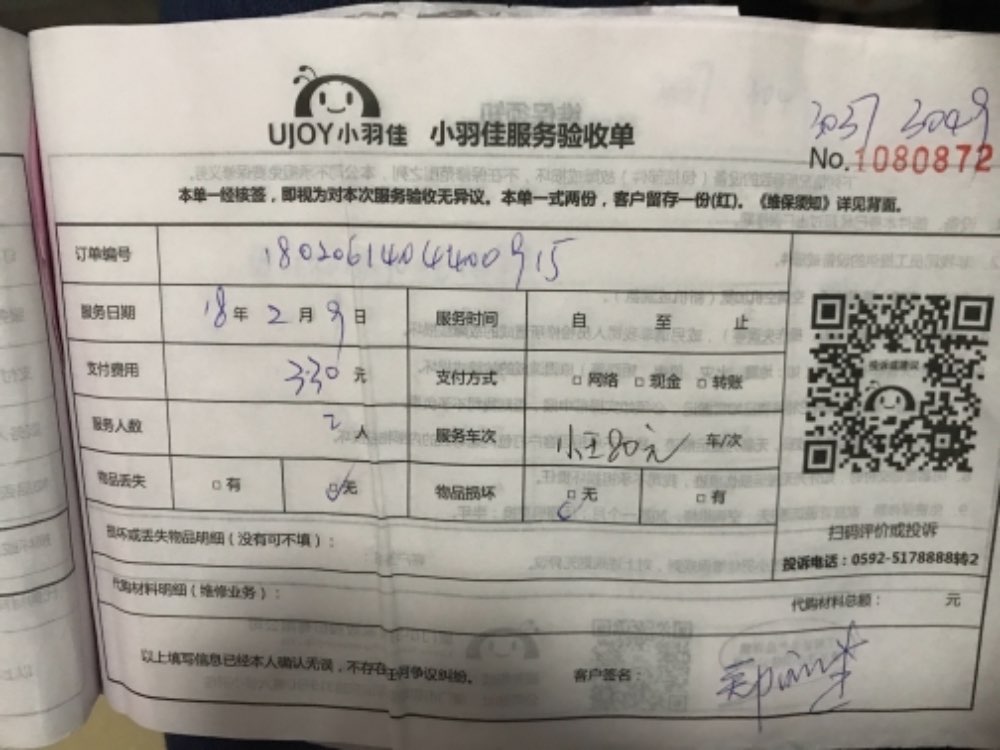 3037 3049
UJOY小羽佳 小羽佳服务验收单
No.1080872
本单一经核签，即视为对本次服务验收无异议。本单一式两份，客户留存一份(红)。《维保须知》详见背面。
订单编号 18020614041400915
服务日期 18年2月9日 服务时间 自 至 止
支付费用 330元 支付方式 □网络 □现金 □转账
投诉或建议
服务人数 2人 服务车次 小王80元 车/次
物品丢失 □有 □无 物品损坏 □无 □有
损坏或丢失物品明细（没有可不填）：
扫码评价或投诉
投诉电话：0592-5178888转2
代购材料明细（维修业务）：
代购材料总额： 元
以上填写信息已经本人确认无误，不存在任何争议纠纷。 客户签名：